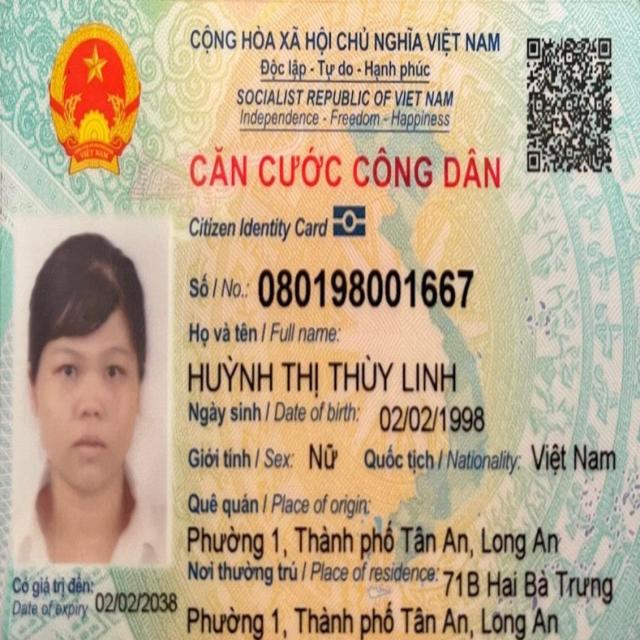 CỘNG HÒA XÃ HỘI CHỦ NGHĨA VIỆT NAM
Độc lập - Tự do - Hạnh phúc
SOCIALIST REPUBLIC OF VIET NAM
Independence - Freedom - Happiness
CĂN CƯỚC CÔNG DÂN
Citizen Identity Card
Số / No.: 080198001667
Họ và tên / Full name:
HUỲNH THỊ THÙY LINH
Ngày sinh / Date of birth: 02/02/1998
Giới tính / Sex: Nữ Quốc tịch / Nationality: Việt Nam
Quê quán / Place of origin:
Phường 1, Thành phố Tân An, Long An
Nơi thường trú / Place of residence: 71B Hai Bà Trưng
Phường 1, Thành phố Tân An, Long An
Có giá trị đến: 02/02/2038
Date of expiry